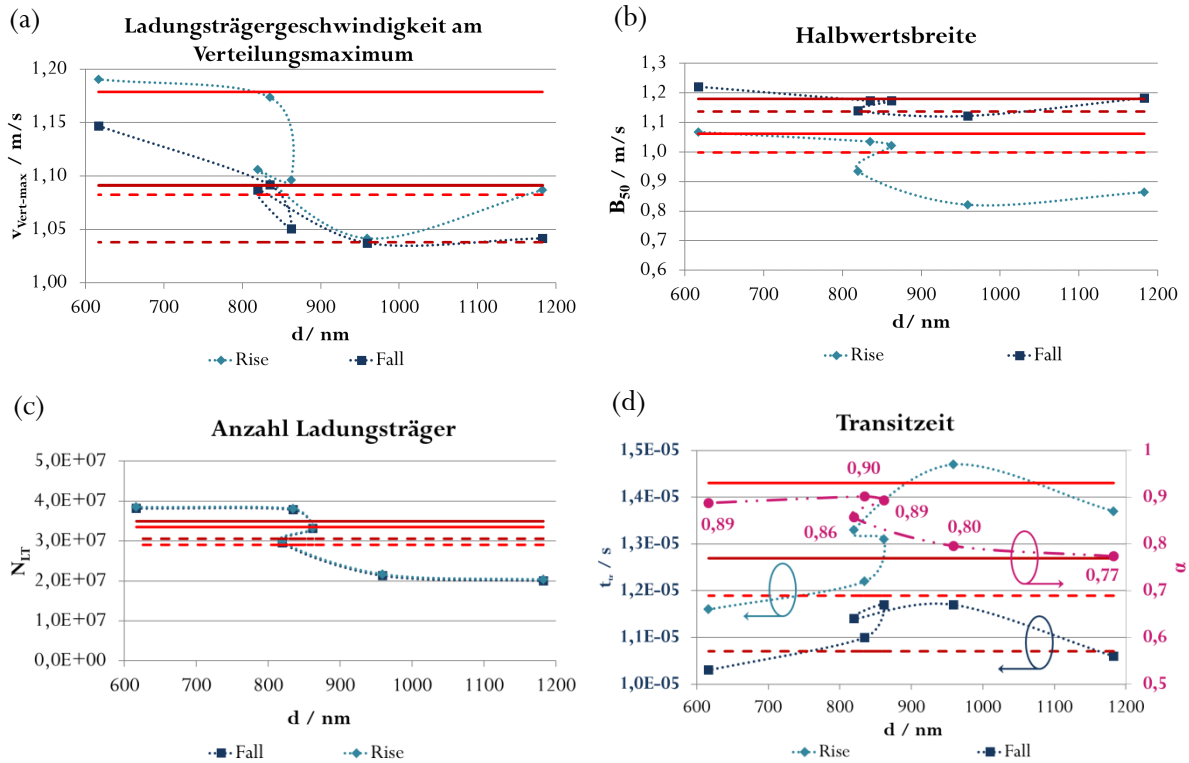 (a)
Ladungsträgergeschwindigkeit am
Verteilungsmaximum
1,20
1,15
1,10
1,05
1,00
v_Vert-max / m/s
600 700 800 900 1000 1100 1200
d/ nm
Rise Fall
(b)
Halbwertsbreite
1,3
1,2
1,1
1,0
0,9
0,8
0,7
0,6
B50 / m/s
600 700 800 900 1000 1100 1200
d/ nm
Rise Fall
(c)
Anzahl Ladungsträger
5,0E+07
4,0E+07
3,0E+07
2,0E+07
1,0E+07
0,0E+00
N_LT
600 700 800 900 1000 1100 1200
d / nm
Fall Rise
(d)
Transitzeit
1,5E-05
1,4E-05
1,3E-05
1,2E-05
1,1E-05
1,0E-05
/ s
0,89
0,86
0,90
0,89
0,80
0,77
1
0,9
0,8
0,7
0,6
0,5
α
600 700 800 900 1000 1100 1200
d / nm
Rise Fall